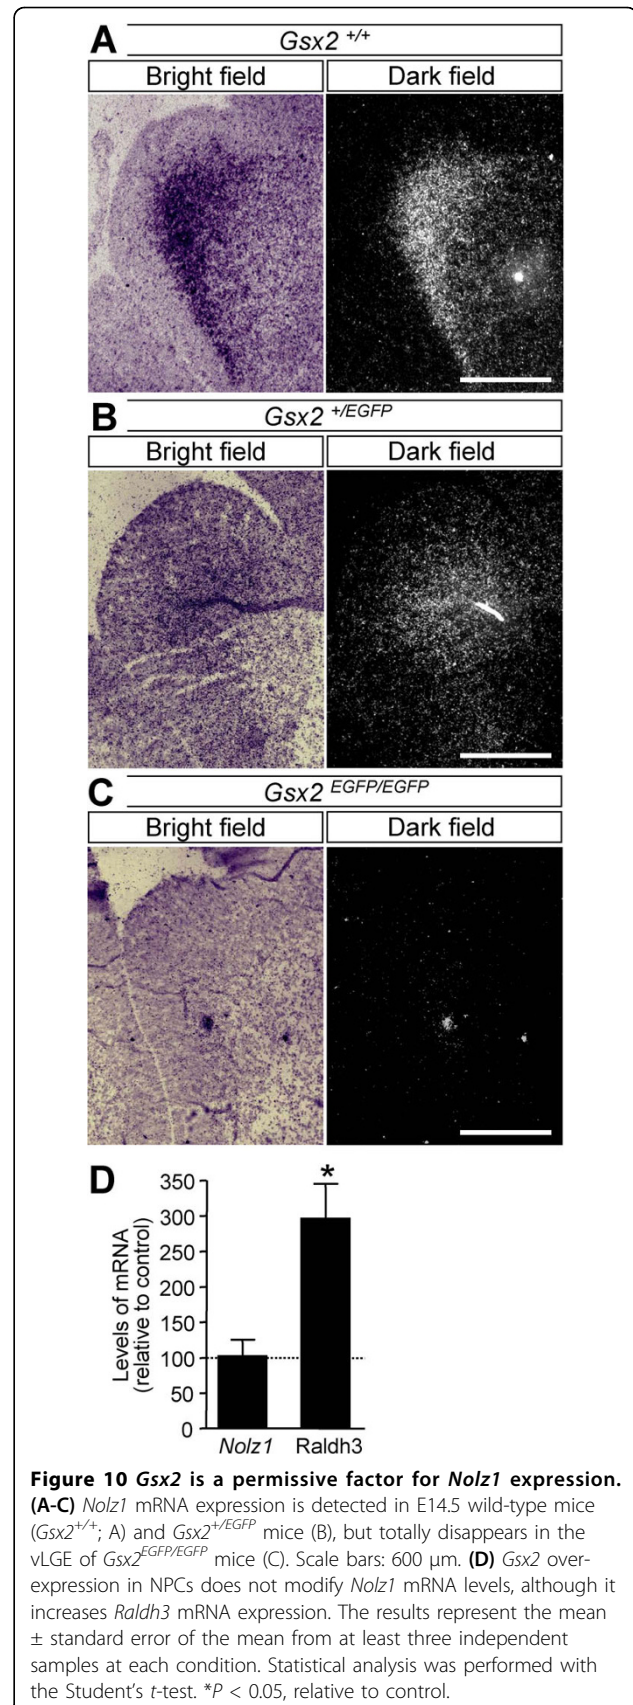 A
Gsx2 +/+
Bright field
Dark field
B
Gsx2 +/EGFP
Bright field
Dark field
C
Gsx2 EGFP/EGFP
Bright field
Dark field
D
*
350
300
250
200
150
100
50
0
Levels of mRNA
(relative to control)
Nolz1
Raldh3
Figure 10 Gsx2 is a permissive factor for Nolz1 expression.
(A-C) Nolz1 mRNA expression is detected in E14.5 wild-type mice
(Gsx2+/+; A) and Gsx2+/EGFP mice (B), but totally disappears in the
vLGE of Gsx2EGFP/EGFP mice (C). Scale bars: 600 μm. (D) Gsx2 over-
expression in NPCs does not modify Nolz1 mRNA levels, although it
increases Raldh3 mRNA expression. The results represent the mean
± standard error of the mean from at least three independent
samples at each condition. Statistical analysis was performed with
the Student's t-test. *P < 0.05, relative to control.